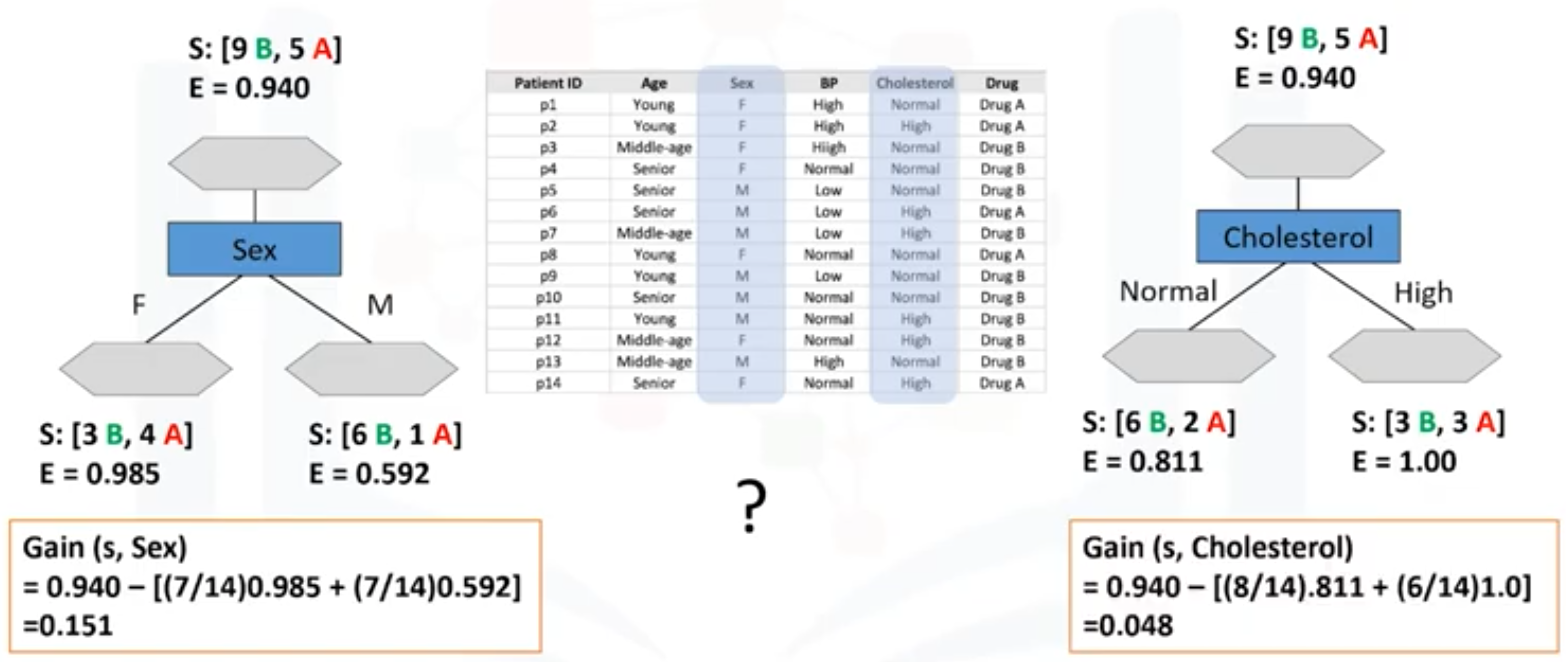 S: [9 B, 5 A]
E = 0.940
Sex
F
M
S: [3 B, 4 A]
E = 0.985
S: [6 B, 1 A]
E = 0.592
Gain (s, Sex)
= 0.940 – [(7/14)0.985 + (7/14)0.592]
=0.151
Patient ID Age Sex BP Cholesterol Drug
p1 Young F High Normal Drug A
p2 Young F High High Drug A
p3 Middle-age F Hiigh Normal Drug B
p4 Senior F Normal Normal Drug B
p5 Senior M Low Normal Drug B
p6 Senior M Low High Drug A
p7 Middle-age M Low High Drug B
p8 Young F Normal Normal Drug A
p9 Young M Low Normal Drug B
p10 Senior M Normal Normal Drug B
p11 Young M Normal High Drug B
p12 Middle-age F Normal High Drug B
p13 Middle-age M High Normal Drug B
p14 Senior F Normal High Drug A
?
S: [9 B, 5 A]
E = 0.940
Cholesterol
Normal
High
S: [6 B, 2 A]
E = 0.811
S: [3 B, 3 A]
E = 1.00
Gain (s, Cholesterol)
= 0.940 – [(8/14).811 + (6/14)1.0]
=0.048